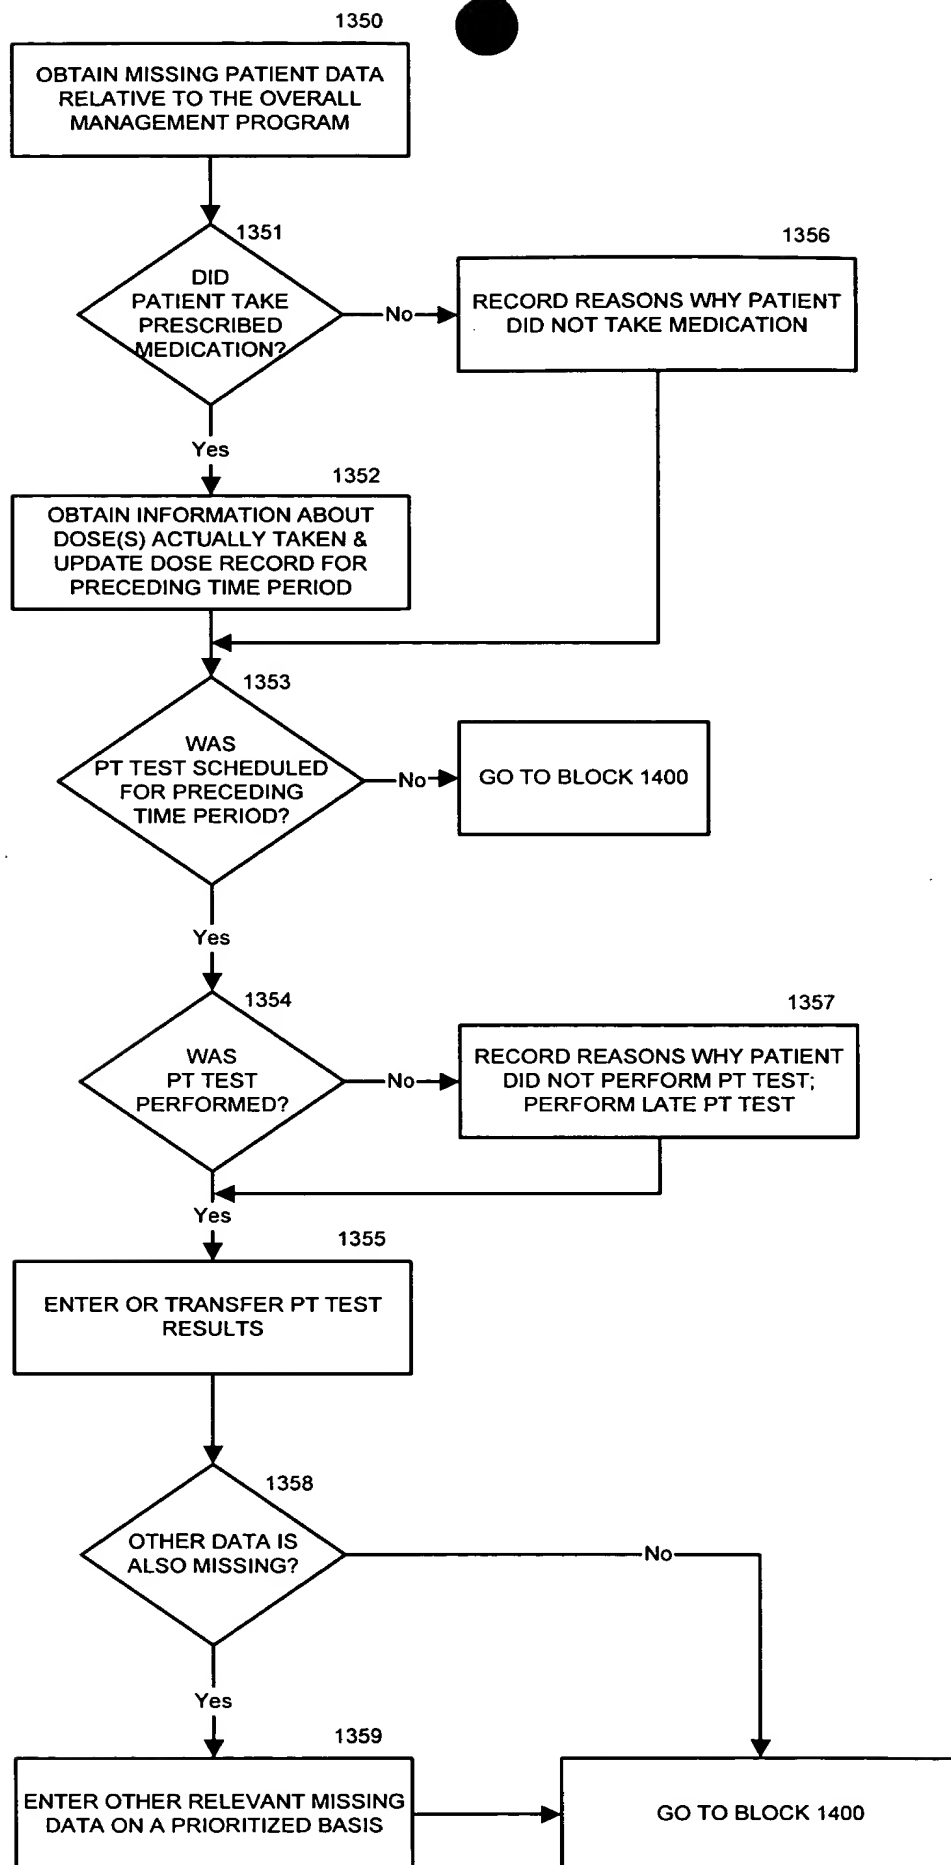 1350
OBTAIN MISSING PATIENT DATA
RELATIVE TO THE OVERALL
MANAGEMENT PROGRAM
1351
DID
PATIENT TAKE
PRESCRIBED
MEDICATION?
No
1356
RECORD REASONS WHY PATIENT
DID NOT TAKE MEDICATION
Yes
1352
OBTAIN INFORMATION ABOUT
DOSE(S) ACTUALLY TAKEN &
UPDATE DOSE RECORD FOR
PRECEDING TIME PERIOD
1353
WAS
PT TEST SCHEDULED
FOR PRECEDING
TIME PERIOD?
No
GO TO BLOCK 1400
Yes
1354
WAS
PT TEST
PERFORMED?
No
1357
RECORD REASONS WHY PATIENT
DID NOT PERFORM PT TEST;
PERFORM LATE PT TEST
Yes
1355
ENTER OR TRANSFER PT TEST
RESULTS
1358
OTHER DATA IS
ALSO MISSING?
No
Yes
1359
ENTER OTHER RELEVANT MISSING
DATA ON A PRIORITIZED BASIS
GO TO BLOCK 1400